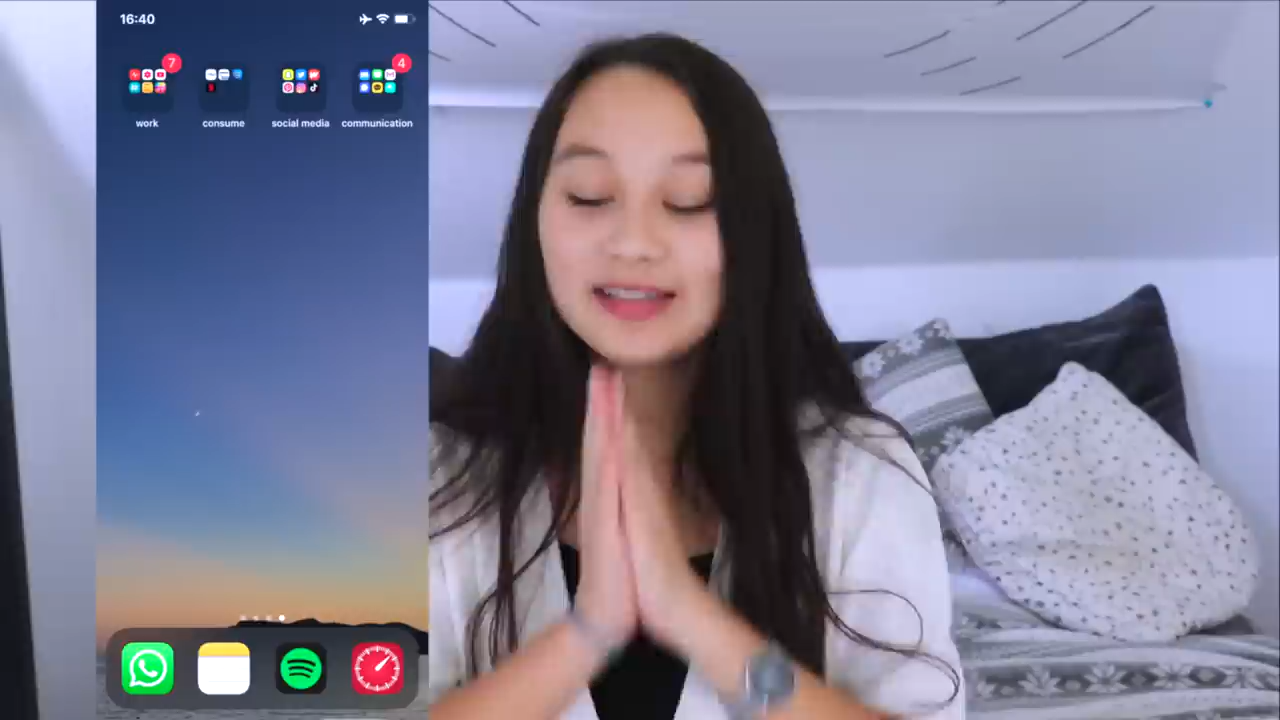 16:40
7
4
work
consume
social media
communication